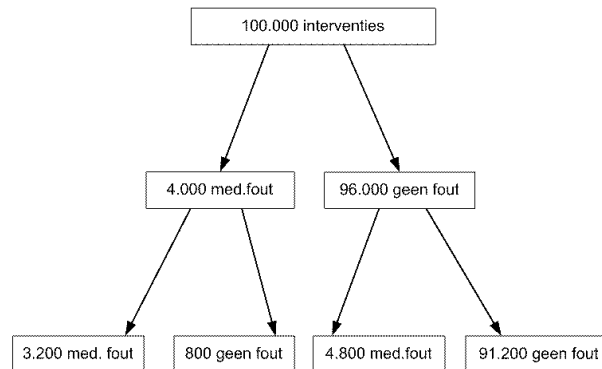 100.000 interventies
4.000 med.fout
96.000 geen fout
3.200 med. fout
800 geen fout
4.800 med.fout
91.200 geen fout